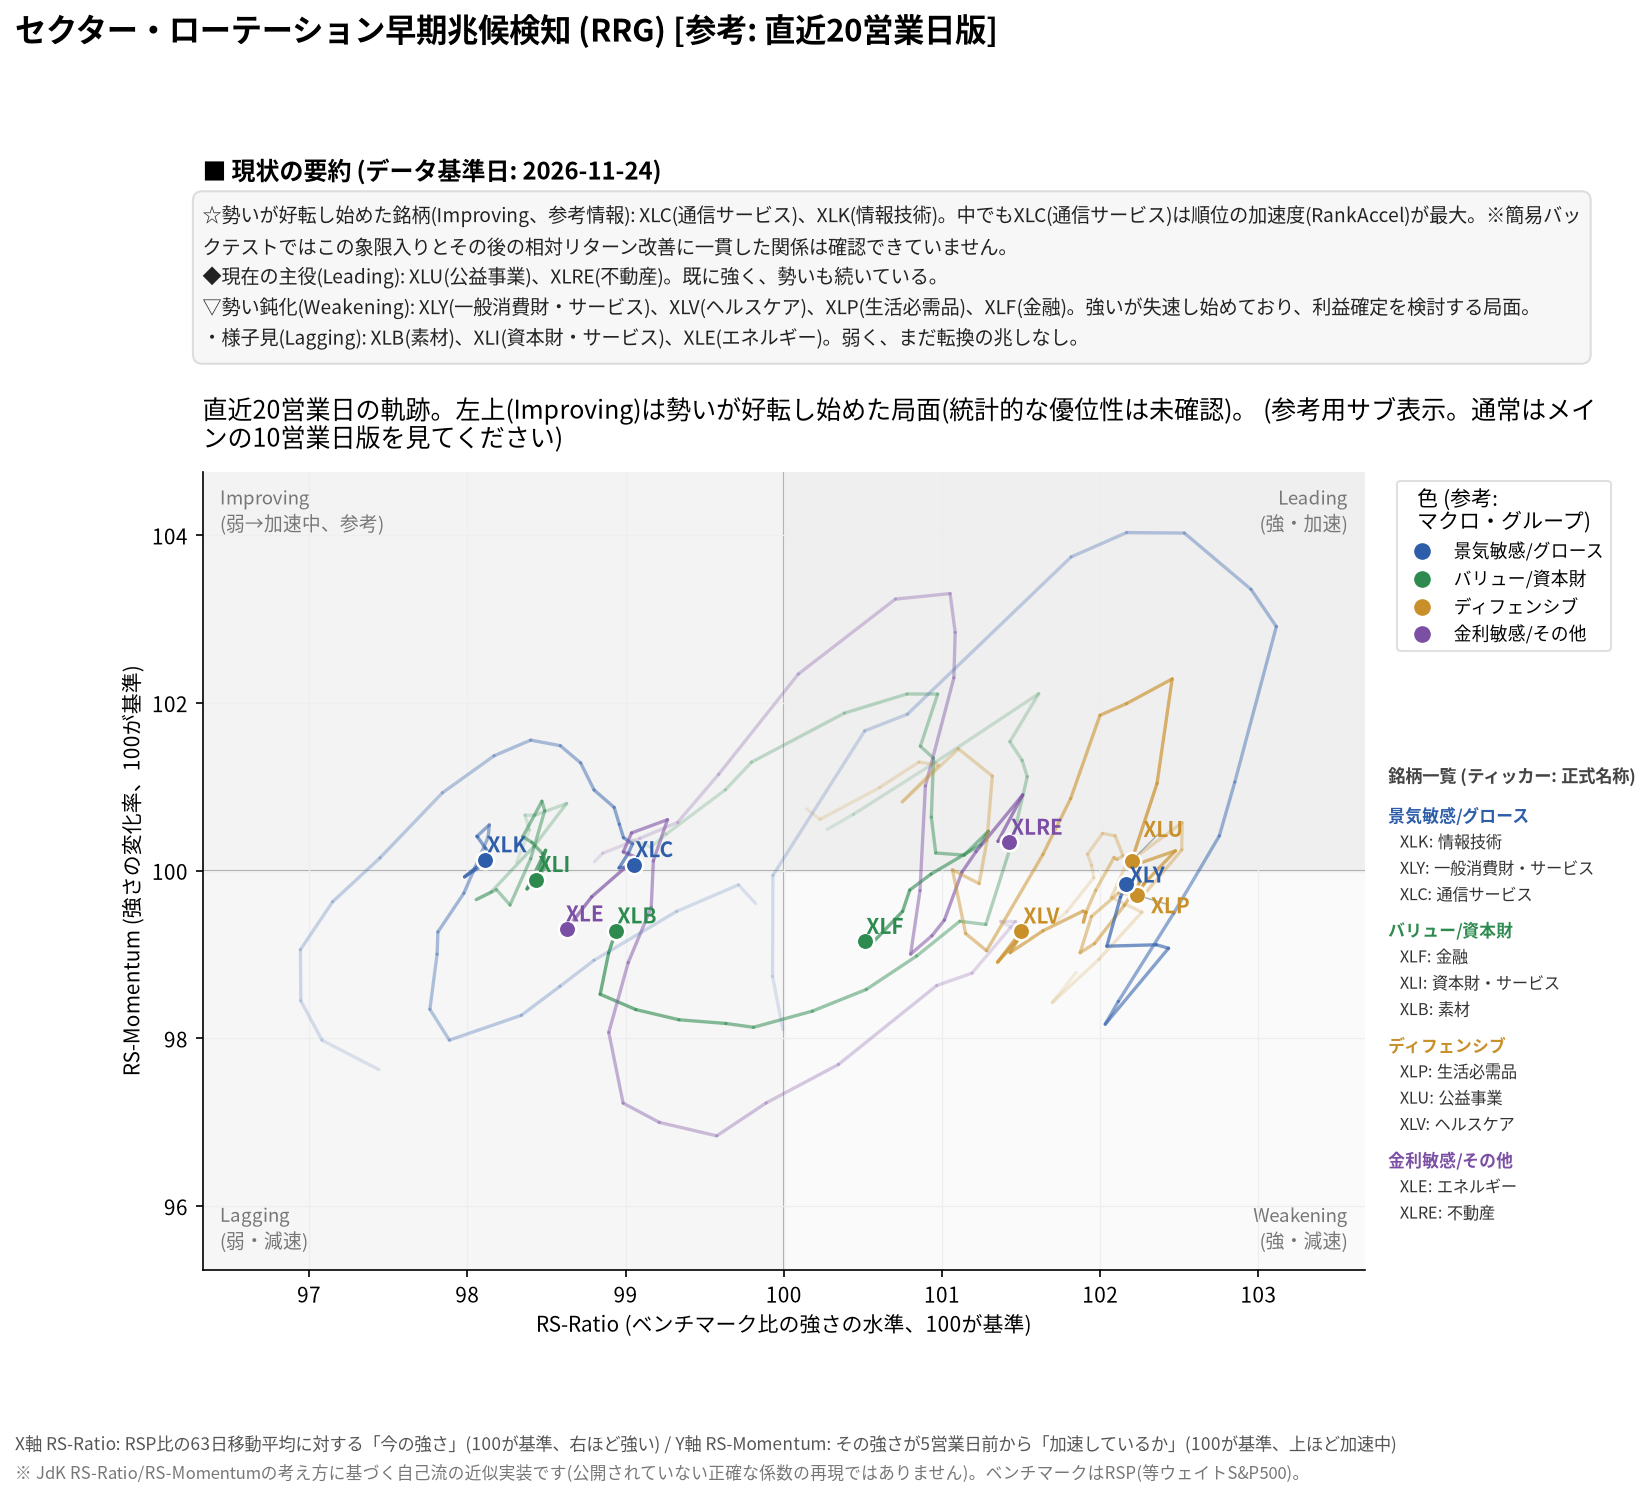 セクター・ローテーション早期兆候検知 (RRG) [参考: 直近20営業日版]
■ 現状の要約 (データ基準日: 2026-11-24)
☆勢いが好転し始めた銘柄(Improving、参考情報): XLC(通信サービス)、XLK(情報技術)。中でもXLC(通信サービス)は順位の加速度(RankAccel)が最大。※簡易バッ
クテストではこの象限入りとその後の相対リターン改善に一貫した関係は確認できていません。
◆現在の主役(Leading): XLU(公益事業)、XLRE(不動産)。既に強く、勢いも続いている。
▽勢い鈍化(Weakening): XLY(一般消費財・サービス)、XLV(ヘルスケア)、XLP(生活必需品)、XLF(金融)。強いが失速し始めており、利益確定を検討する局面。
・様子見(Lagging): XLB(素材)、XLI(資本財・サービス)、XLE(エネルギー)。弱く、まだ転換の兆しなし。
直近20営業日の軌跡。左上(Improving)は勢いが好転し始めた局面(統計的な優位性は未確認)。 (参考用サブ表示。通常はメイ
ンの10営業日版を見てください)
Improving
(弱→加速中、参考)
Leading
(強・加速)
Lagging
(弱・減速)
Weakening
(強・減速)
104
102
100
98
96
RS-Momentum (強さの変化率、100が基準)
97
98
99
100
101
102
103
RS-Ratio (ベンチマーク比の強さの水準、100が基準)
XLK
XLI
XLC
XLE
XLB
XLF
XLRE
XLV
XLU
XLY
XLP
色 (参考:
マクロ・グループ)
景気敏感/グロース
バリュー/資本財
ディフェンシブ
金利敏感/その他
銘柄一覧 (ティッカー: 正式名称)
景気敏感/グロース
XLK: 情報技術
XLY: 一般消費財・サービス
XLC: 通信サービス
バリュー/資本財
XLF: 金融
XLI: 資本財・サービス
XLB: 素材
ディフェンシブ
XLP: 生活必需品
XLU: 公益事業
XLV: ヘルスケア
金利敏感/その他
XLE: エネルギー
XLRE: 不動産
X軸 RS-Ratio: RSP比の63日移動平均に対する「今の強さ」(100が基準、右ほど強い) / Y軸 RS-Momentum: その強さが5営業日前から「加速しているか」(100が基準、上ほど加速中)
※ JdK RS-Ratio/RS-Momentumの考え方に基づく自己流の近似実装です(公開されていない正確な係数の再現ではありません)。ベンチマークはRSP(等ウェイトS&P500)。